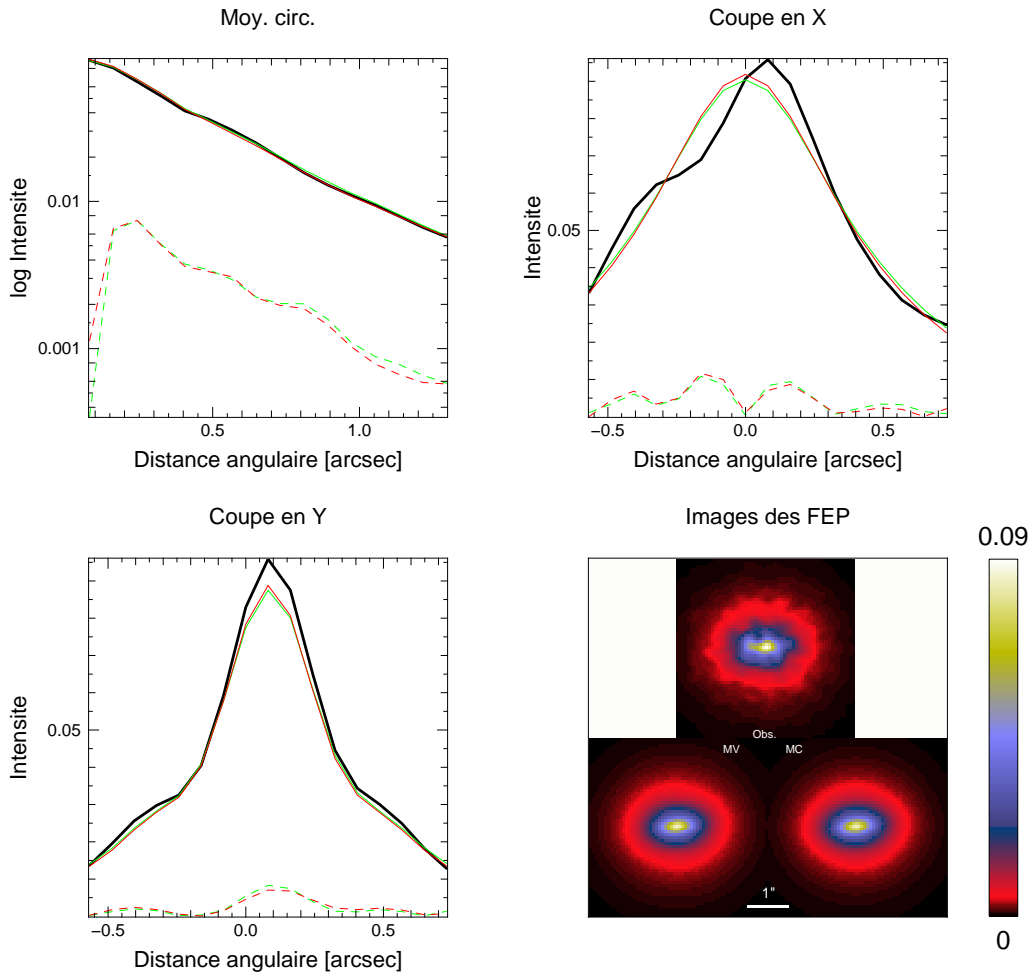 Moy. circ.
log Intensite
0.01
0.001
0.5
1.0
Distance angulaire [arcsec]
Coupe en X
Intensite
0.05
−0.5
0.0
0.5
Distance angulaire [arcsec]
Coupe en Y
Intensite
0.05
−0.5
0.0
0.5
Distance angulaire [arcsec]
Images des FEP
Obs.
MV
MC
1"
0.09
0